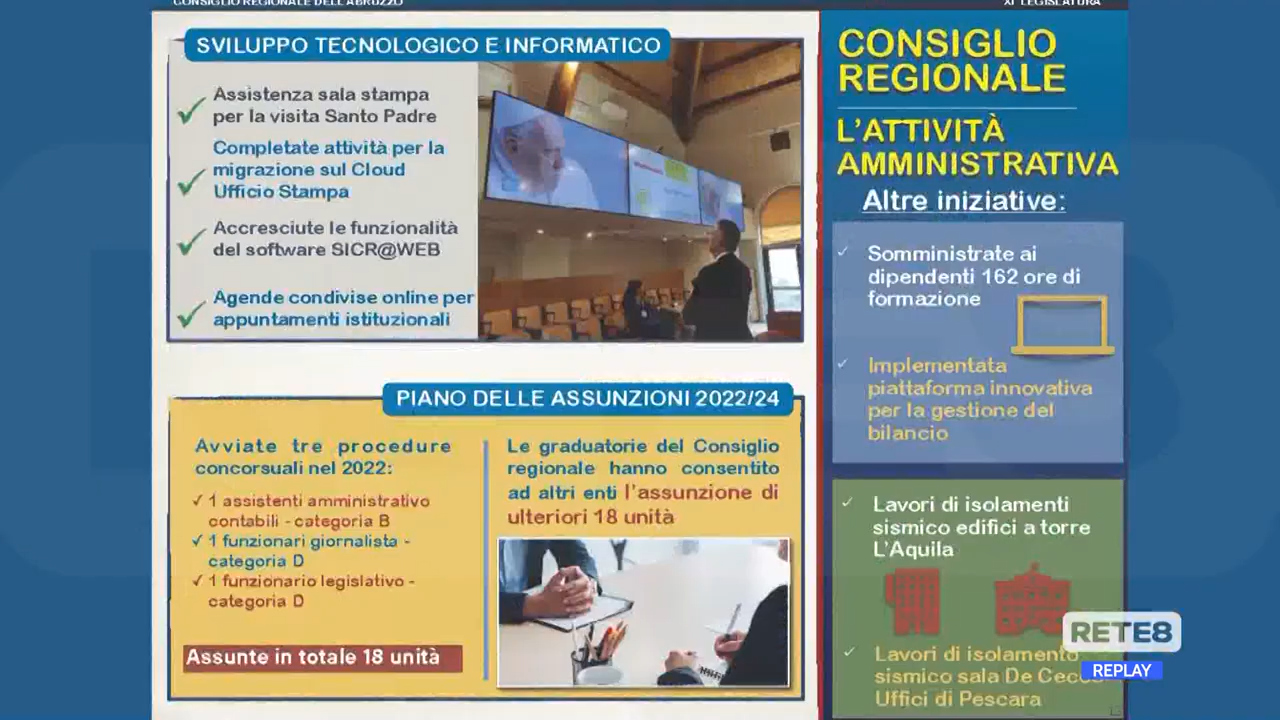 CONSIGLIO REGIONALE DELL'ABRUZZO
XI LEGISLATURA
SVILUPPO TECNOLOGICO E INFORMATICO
Assistenza sala stampa
per la visita Santo Padre
Completate attività per la
migrazione sul Cloud
Ufficio Stampa
Accresciute le funzionalità
del software SICR@WEB
Agende condivise online per
appuntamenti istituzionali
PIANO DELLE ASSUNZIONI 2022/24
Avviate tre procedure
concorsuali nel 2022:
1 assistenti amministrativo
contabili - categoria B
1 funzionari giornalista -
categoria D
1 funzionario legislativo -
categoria D
Assunte in totale 18 unità
Le graduatorie del Consiglio
regionale hanno consentito
ad altri enti l'assunzione di
ulteriori 18 unità
CONSIGLIO
REGIONALE
L'ATTIVITÀ
AMMINISTRATIVA
Altre iniziative:
Somministrate ai
dipendenti 162 ore di
formazione
Implementata
piattaforma innovativa
per la gestione del
bilancio
Lavori di isolamenti
sismico edifici a torre
L'Aquila
Lavori di isolamento
sismico sala De Cecco
Uffici di Pescara
RETE8
REPLAY